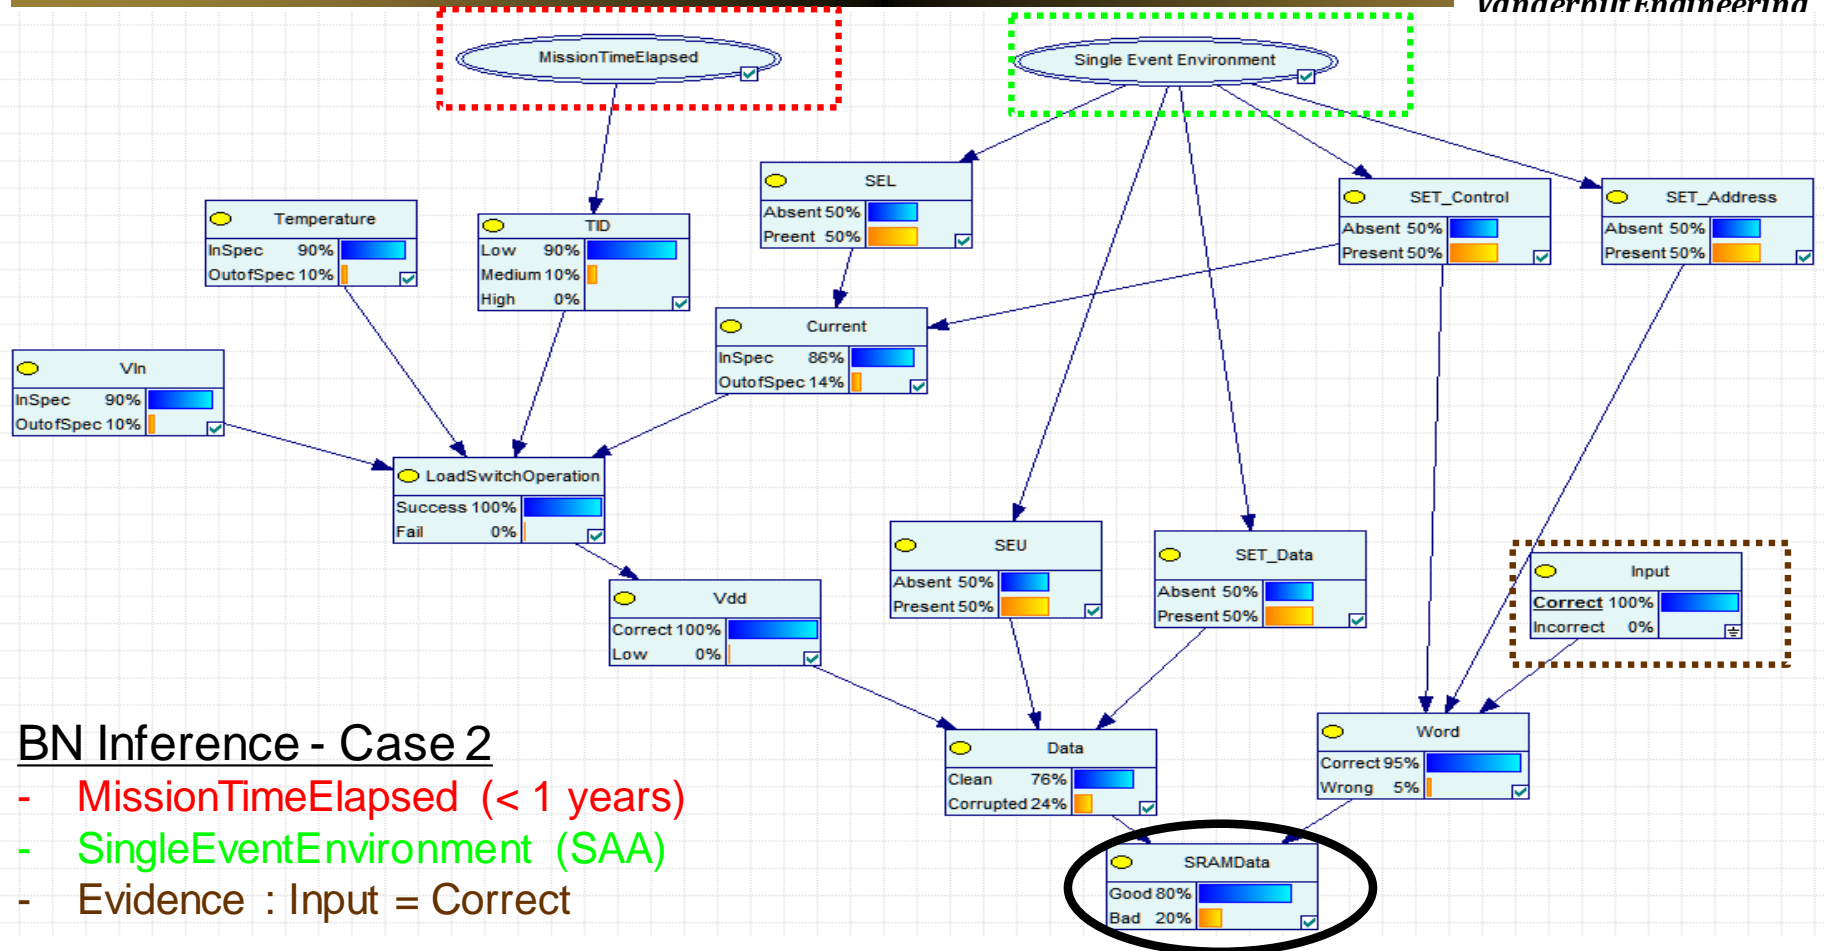 Vanderbilt Engineering
MissionTimeElapsed
Single Event Environment
SEL
Absent 50%
Preent 50%
SET_Control
Absent 50%
Present 50%
SET_Address
Absent 50%
Present 50%
Temperature
InSpec 90%
OutofSpec 10%
TID
Low 90%
Medium 10%
High 0%
Current
InSpec 86%
OutofSpec 14%
VIn
InSpec 90%
OutofSpec 10%
LoadSwitchOperation
Success 100%
Fail 0%
SEU
Absent 50%
Present 50%
SET_Data
Absent 50%
Present 50%
Input
Correct 100%
Incorrect 0%
Vdd
Correct 100%
Low 0%
Data
Clean 76%
Corrupted 24%
Word
Correct 95%
Wrong 5%
SRAMData
Good 80%
Bad 20%
BN Inference - Case 2
- MissionTimeElapsed (< 1 years)
- SingleEventEnvironment (SAA)
- Evidence : Input = Correct